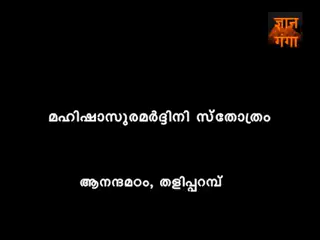 ज्ञान
गंगा
മഹിഷാസുരമർദ്ദിനി സ്തോത്രം
ആനന്ദമഠം, തളിപ്പറമ്പ്